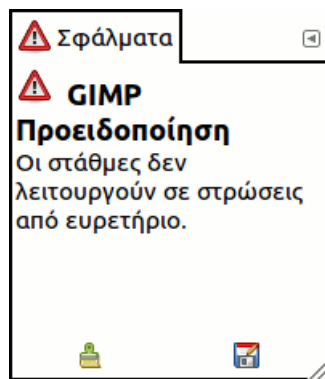 Σφάλματα
GIMP
Προειδοποίηση
Οι στάθμες δεν
λειτουργούν σε στρώσεις
από ευρετήριο.